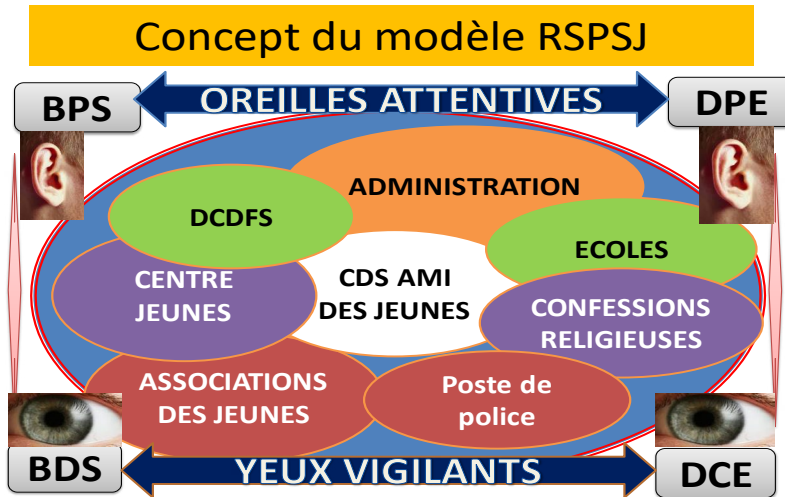 Concept du modèle RSPSJ
BPS
OREILLES ATTENTIVES
DPE
ADMINISTRATION
DCDFS
ECOLES
CENTRE
JEUNES
CDS AMI
DES JEUNES
CONFESSIONS
RELIGIEUSES
ASSOCIATIONS
DES JEUNES
Poste de
police
BDS
YEUX VIGILANTS
DCE